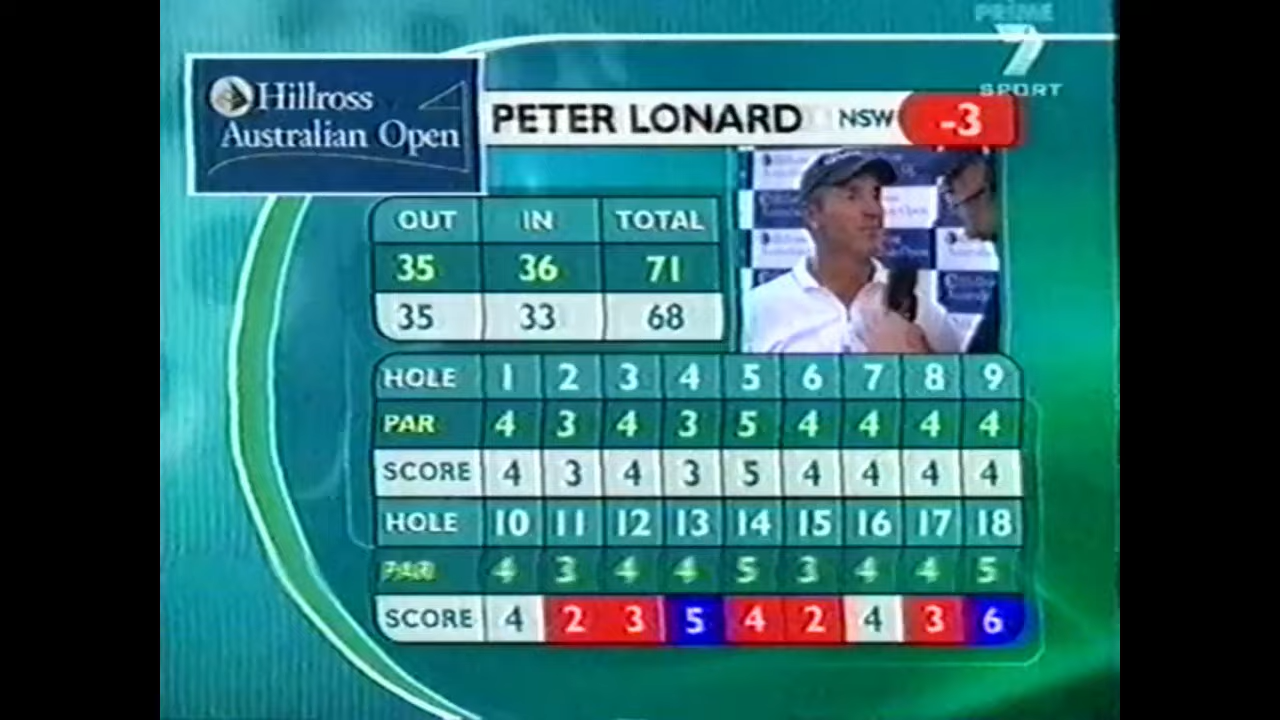 PRIME
7
SPORT
Hillross
Australian Open
PETER LONARD NSW -3
OUT IN TOTAL
35 36 71
35 33 68
HOLE 1 2 3 4 5 6 7 8 9
PAR 4 3 4 3 5 4 4 4 4
SCORE 4 3 4 3 5 4 4 4 4
HOLE 10 11 12 13 14 15 16 17 18
PAR 4 3 4 4 5 3 4 4 5
SCORE 4 2 3 5 4 2 4 3 6